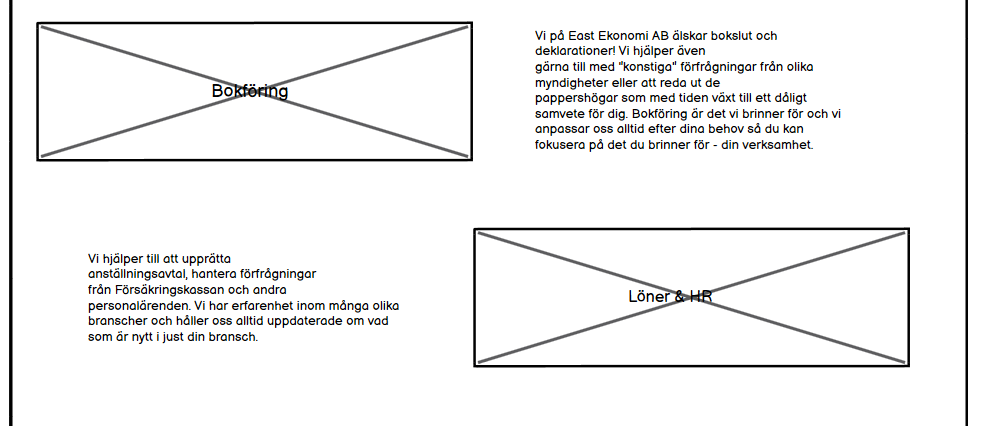 Bokföring
Vi på East Ekonomi AB älskar bokslut och
deklarationer! Vi hjälper även
gärna till med "konstiga" förfrågningar från olika
myndigheter eller att reda ut de
pappershögar som med tiden växt till ett dåligt
samvete för dig. Bokföring är det vi brinner för och vi
anpassar oss alltid efter dina behov så du kan
fokusera på det du brinner för - din verksamhet.
Vi hjälper till att upprätta
anställningsavtal, hantera förfrågningar
från Försäkringskassan och andra
personalärenden. Vi har erfarenhet inom många olika
branscher och håller oss alltid uppdaterade om vad
som är nytt i just din bransch.
Löner & HR